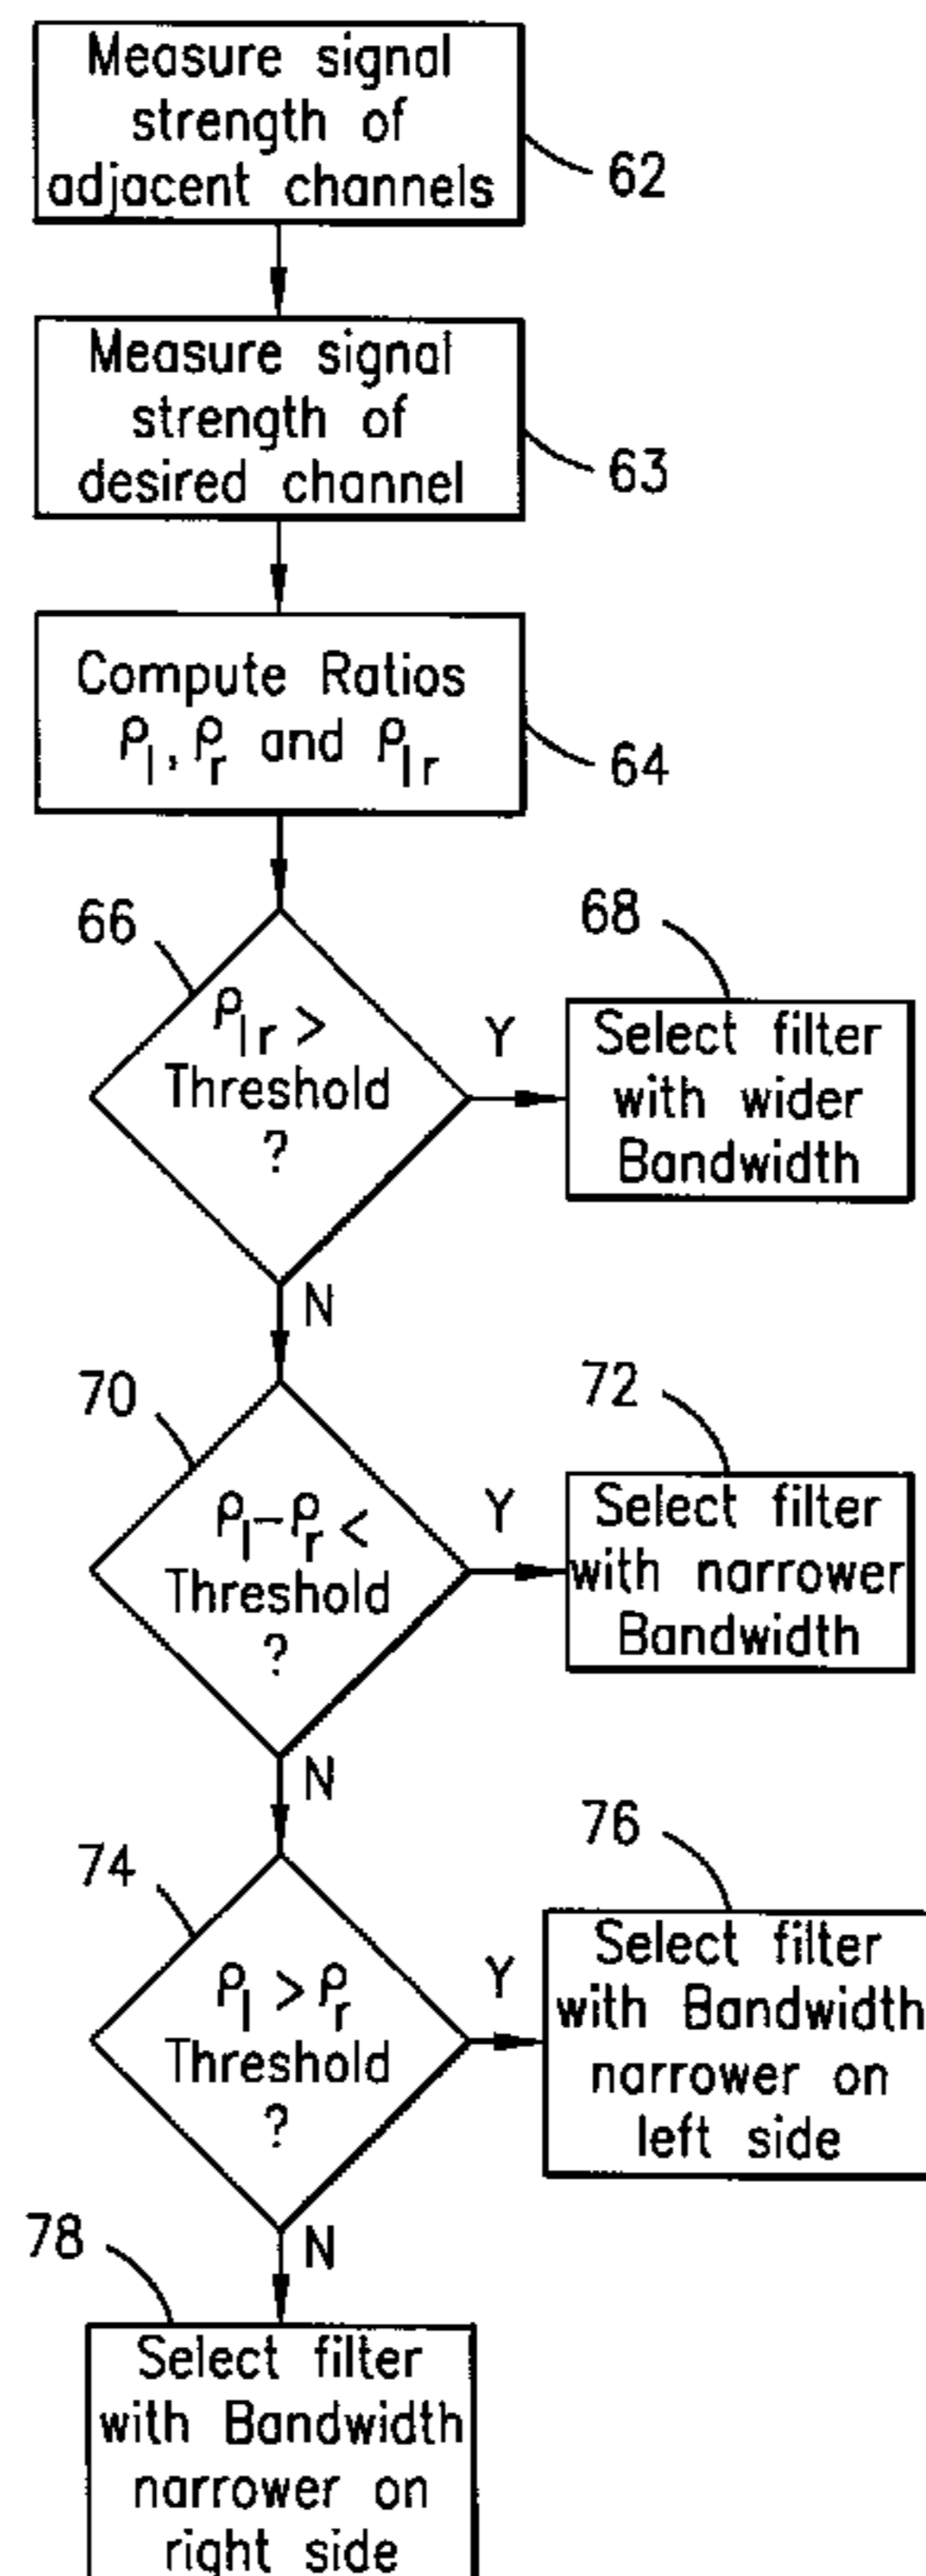 Measure signal
strength of
adjacent channels
62
Measure signal
strength of
desired channel
63
Compute Ratios
ρl, ρr and ρlr
64
66
ρlr >
Threshold
?
Y
68
Select filter
with wider
Bandwidth
N
70
ρl-ρr <
Threshold
?
Y
72
Select filter
with narrower
Bandwidth
N
74
ρl > ρr
Threshold
?
Y
76
Select filter
with Bandwidth
narrower on
left side
N
78
Select filter
with Bandwidth
narrower on
right side